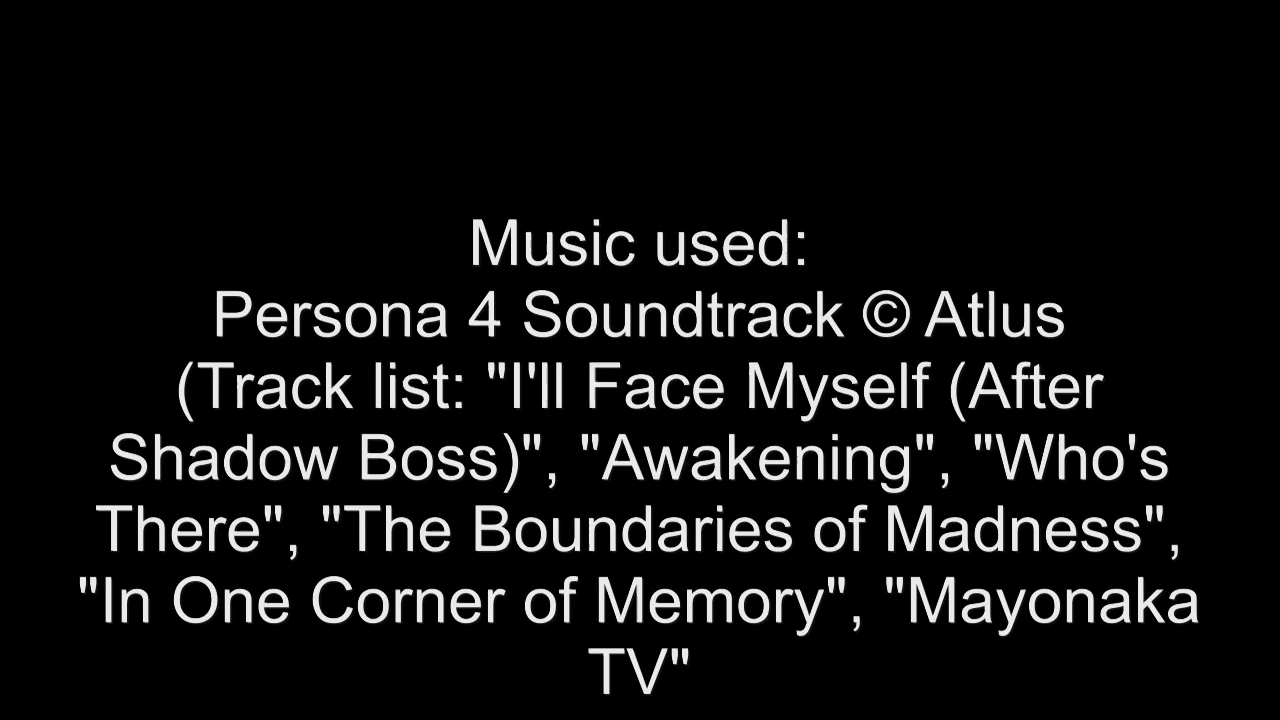 Music used:
Persona 4 Soundtrack © Atlus
(Track list: "I'll Face Myself (After
Shadow Boss)", "Awakening", "Who's
There", "The Boundaries of Madness",
"In One Corner of Memory", "Mayonaka
TV"